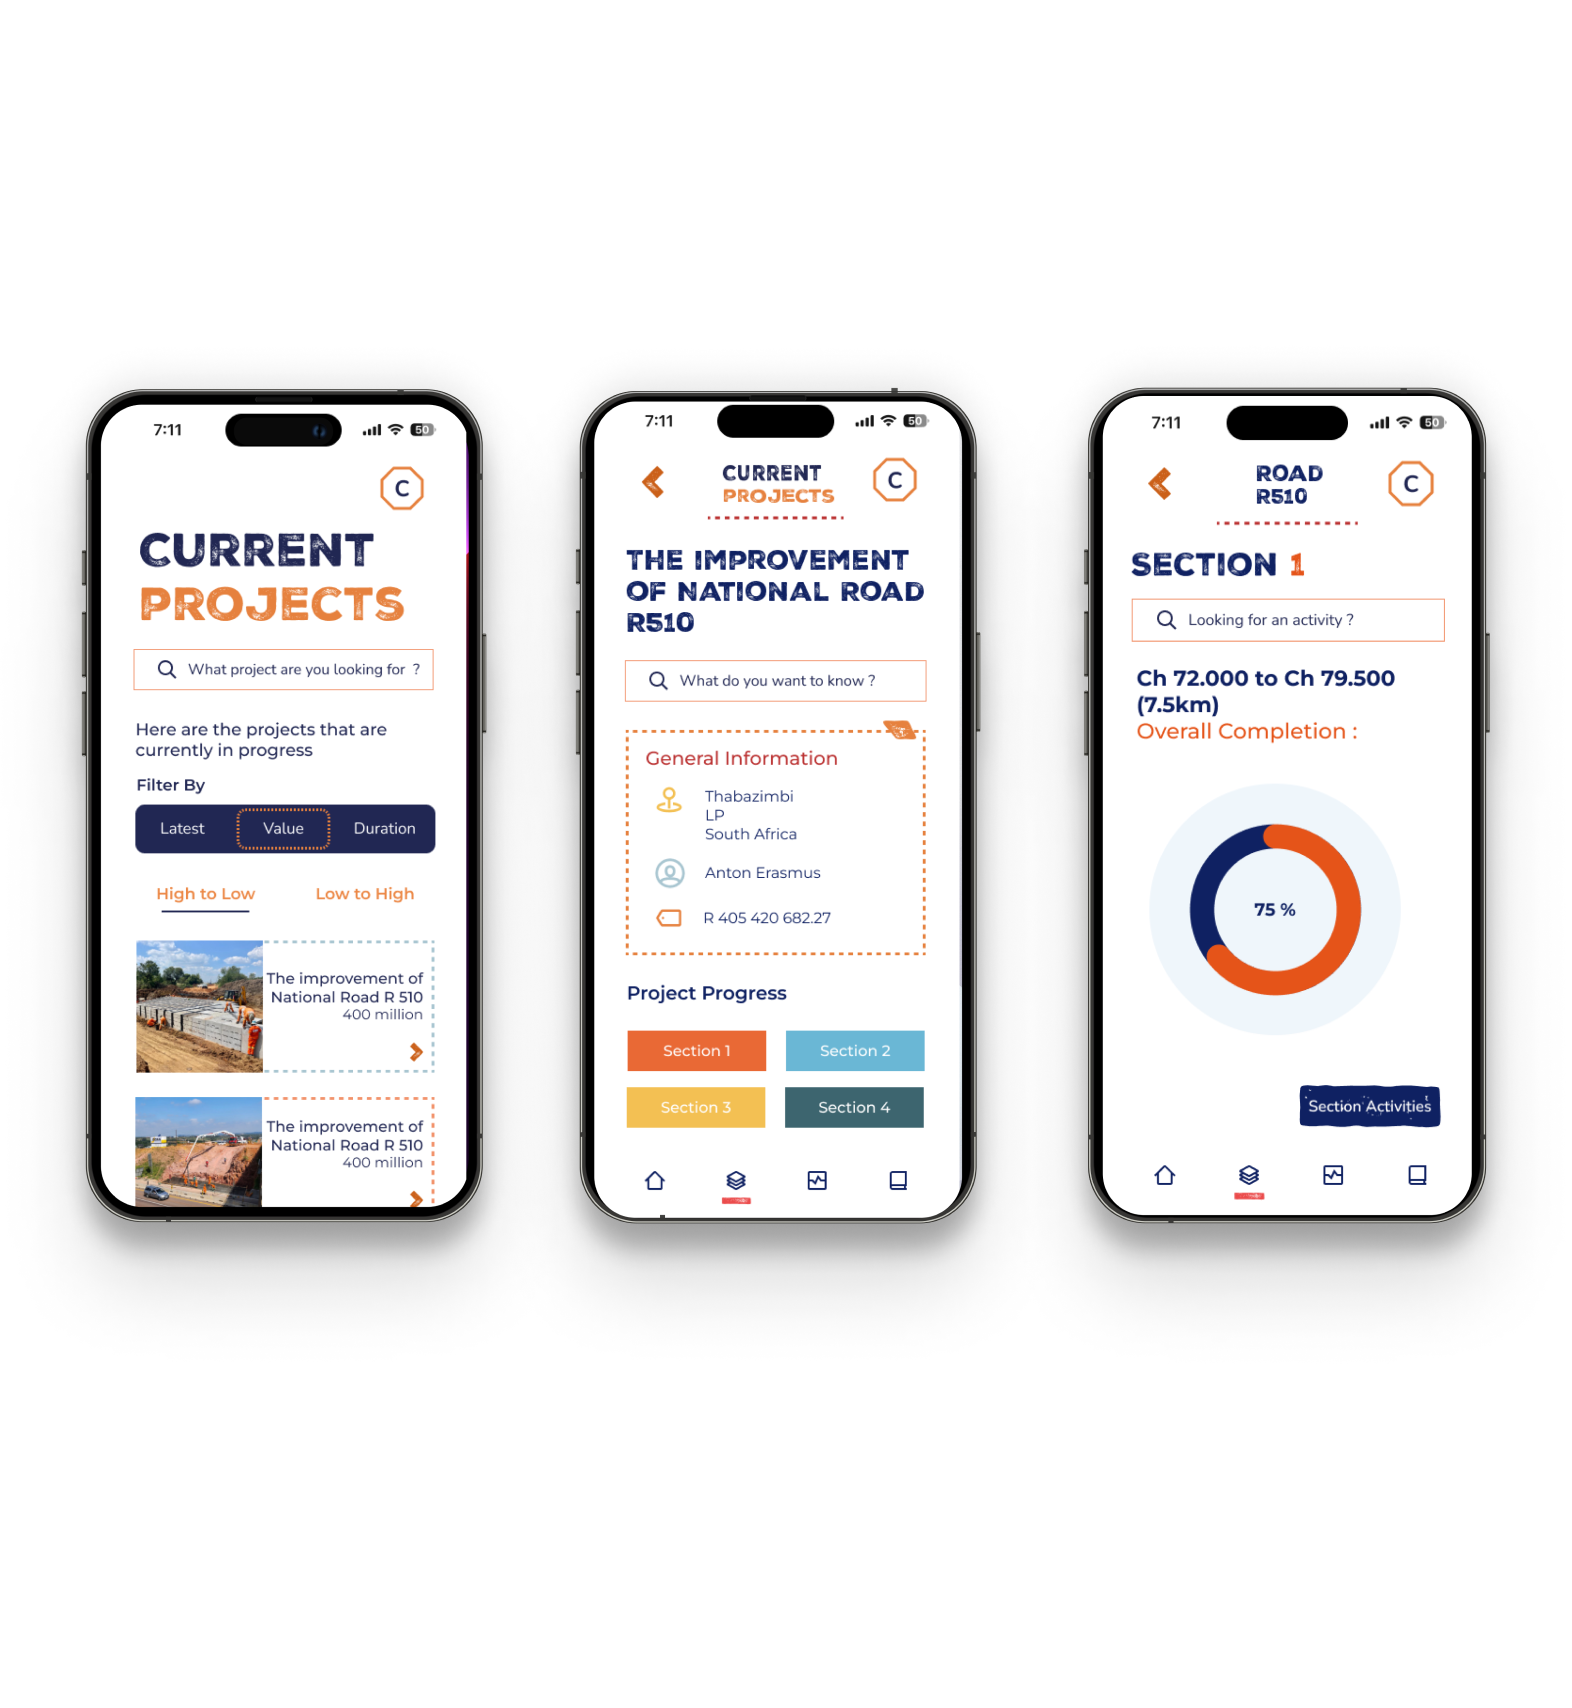 7:11
50
C
CURRENT
PROJECTS
What project are you looking for ?
Here are the projects that are
currently in progress
Filter By
Latest
Value
Duration
High to Low
Low to High
The improvement of
National Road R 510
400 million
The improvement of
National Road R 510
400 million
7:11
50
CURRENT
PROJECTS
C
THE IMPROVEMENT
OF NATIONAL ROAD
R510
What do you want to know ?
General Information
Thabazimbi
LP
South Africa
Anton Erasmus
R 405 420 682.27
Project Progress
Section 1
Section 2
Section 3
Section 4
7:11
50
ROAD
R510
C
SECTION 1
Looking for an activity ?
Ch 72.000 to Ch 79.500
(7.5km)
Overall Completion :
75 %
Section Activities